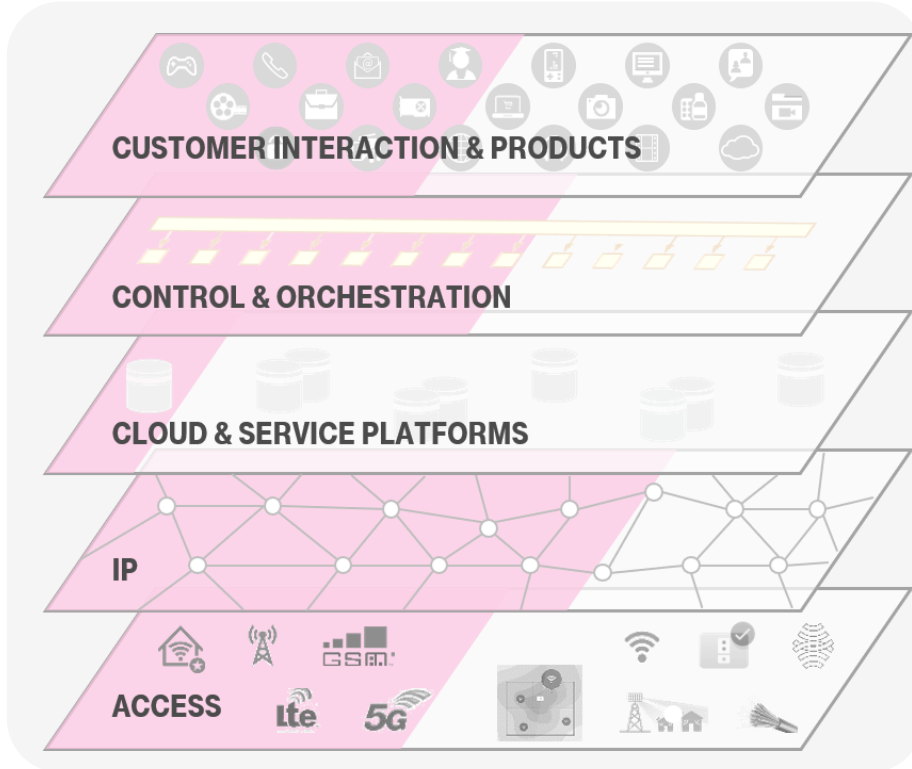 CUSTOMER INTERACTION & PRODUCTS
CONTROL & ORCHESTRATION
CLOUD & SERVICE PLATFORMS
IP
GSM
ACCESS
Lte
5G